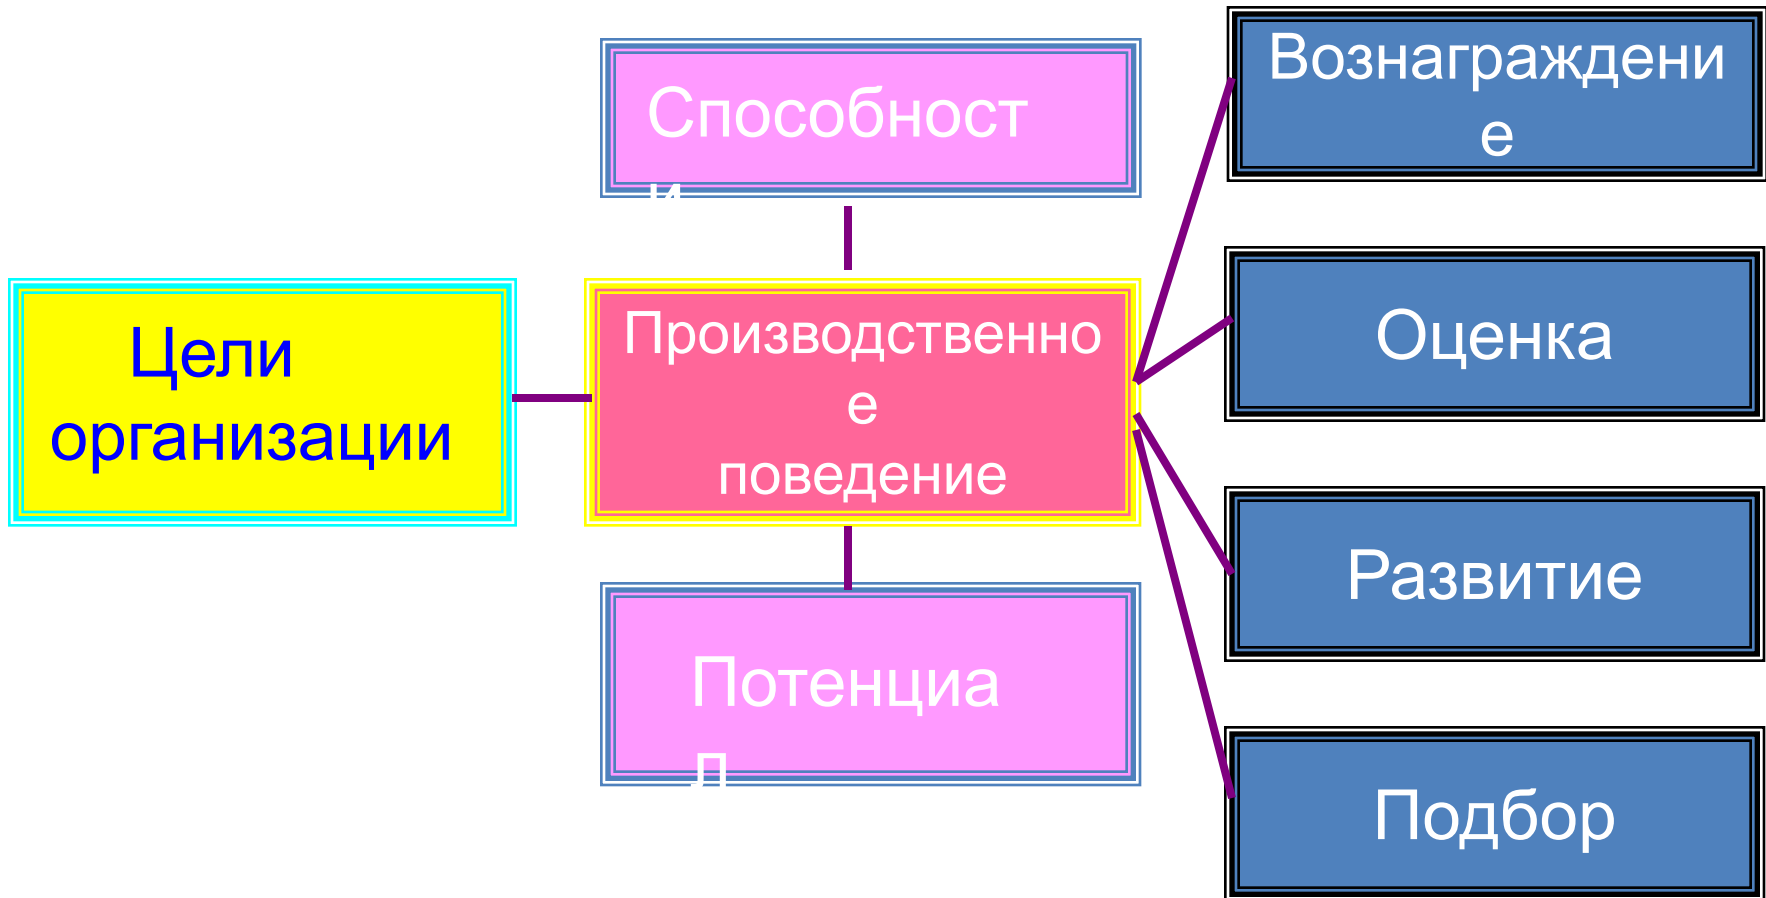 Способност
и
Вознаграждени
е
Цели
организации
Производственно
е
поведение
Оценка
Развитие
Потенциа
л
Подбор